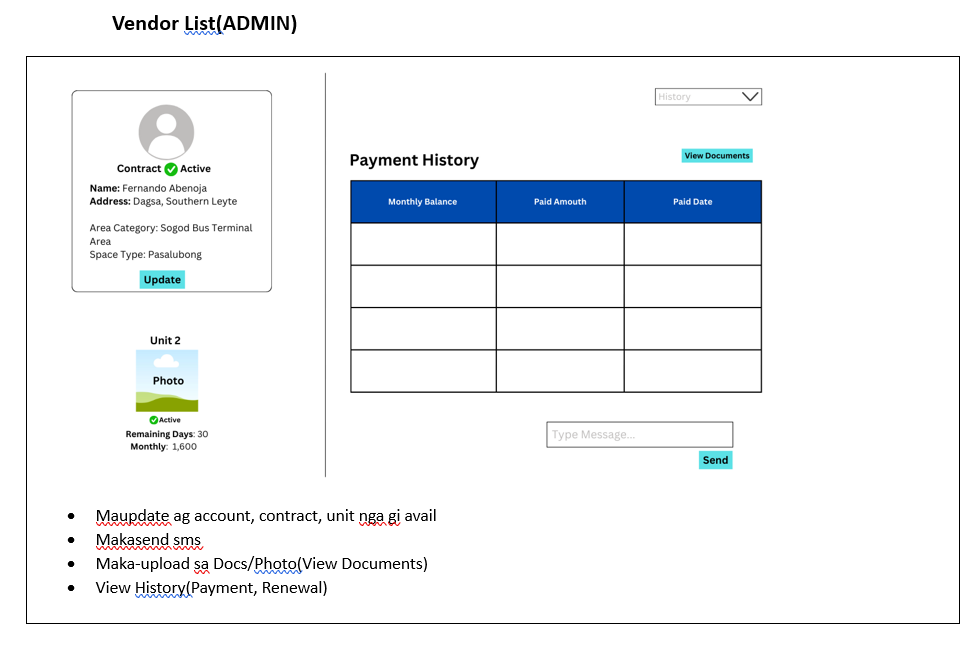 Vendor List(ADMIN)
Contract Active
Name: Fernando Abenoja
Address: Dagsa, Southern Leyte
Area Category: Sogod Bus Terminal
Area
Space Type: Pasalubong
Update
Unit 2
Photo
Active
Remaining Days: 30
Monthly: 1,600
History
Payment History
View Documents
Monthly Balance Paid Amouth Paid Date
Type Message...
Send
• Maupdate ag account, contract, unit nga gi avail
• Makasend sms
• Maka-upload sa Docs/Photo(View Documents)
• View History(Payment, Renewal)